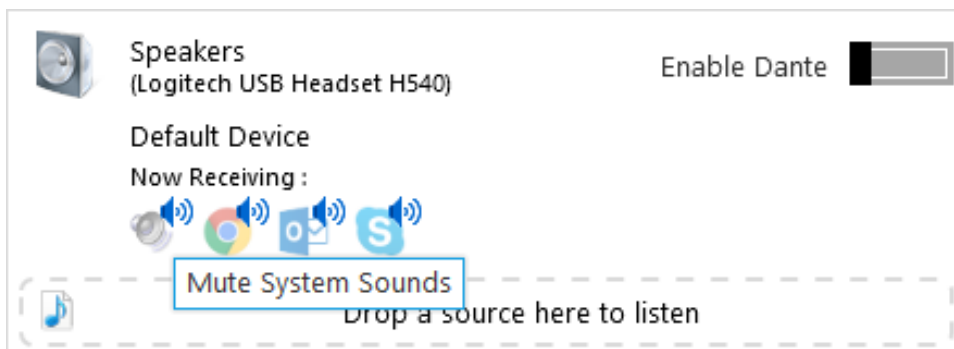 Speakers
(Logitech USB Headset H540)
Enable Dante
Default Device
Now Receiving :
Mute System Sounds
Drop a source here to listen